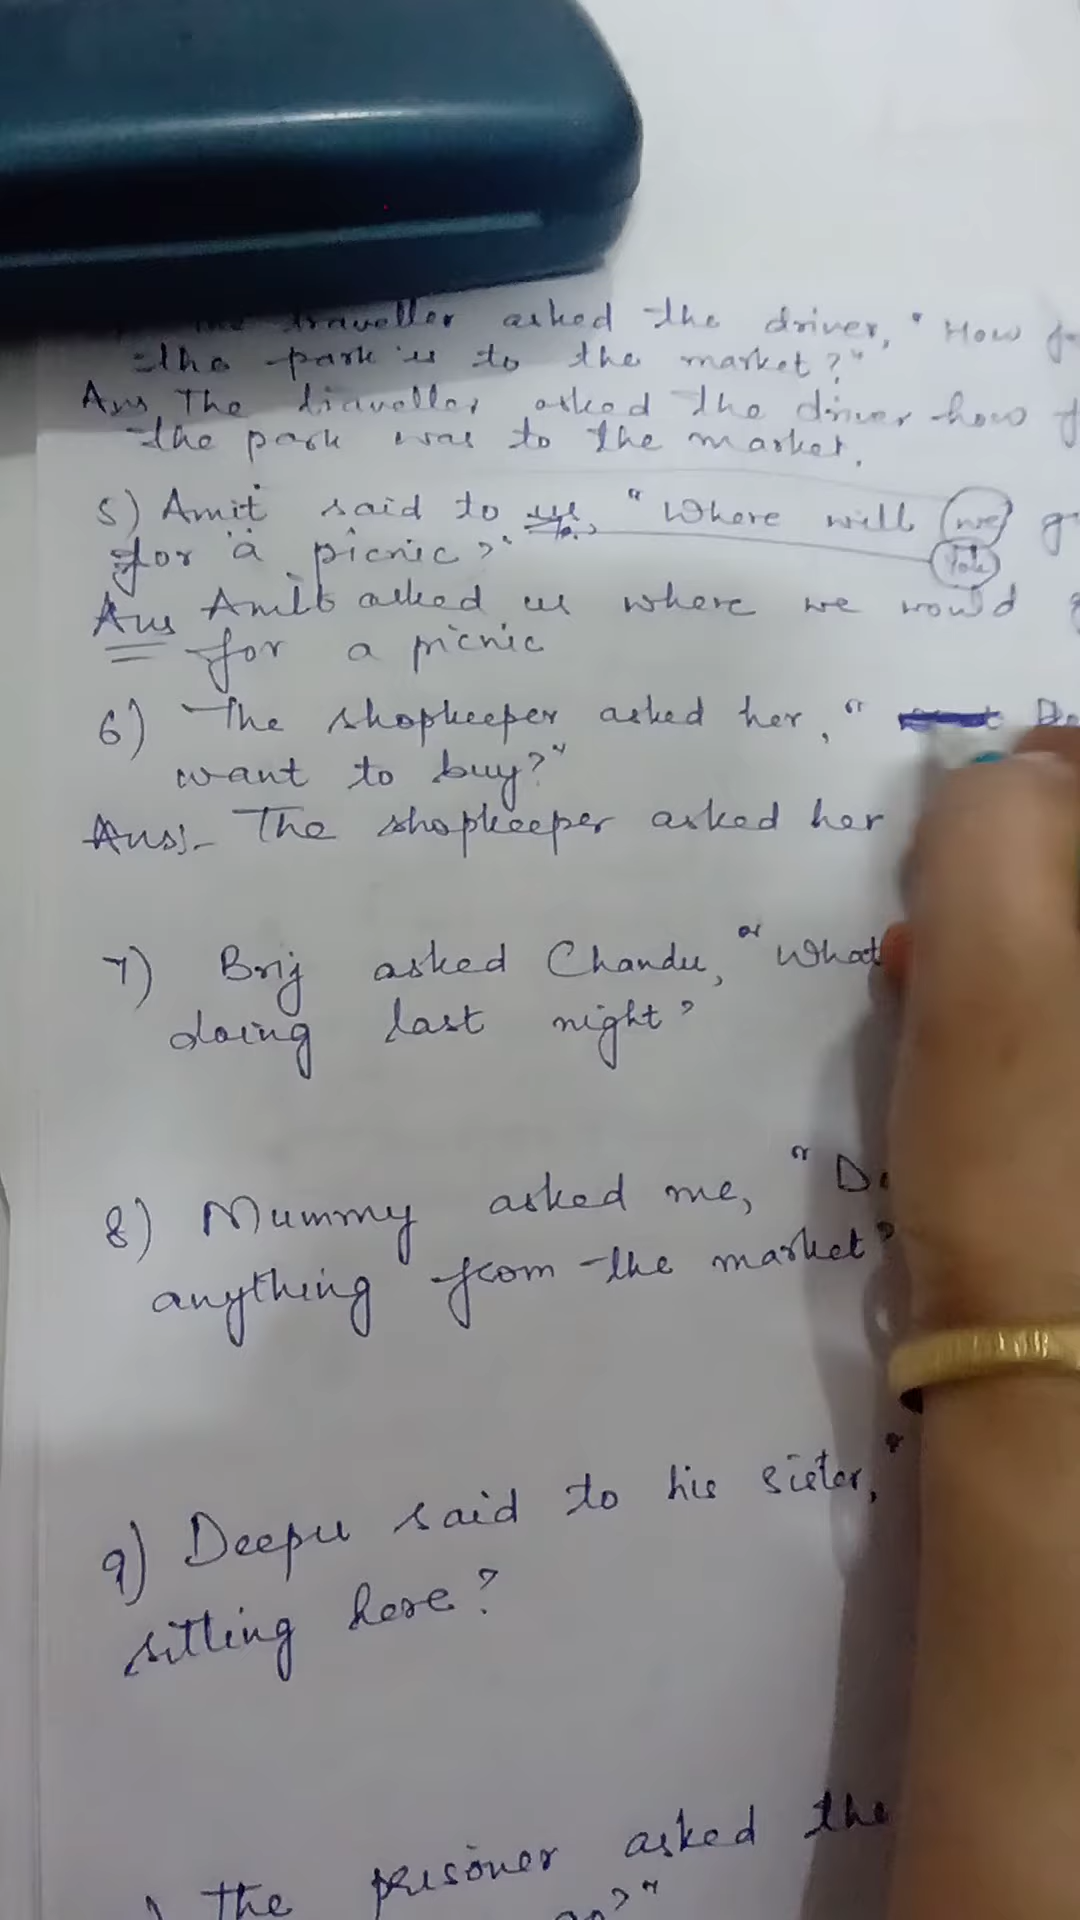 traveller asked the driver, "How
the park is to the market?"
Ans, The traveller asked the driver how
the park was to the market.
5) Amit said to us, "Where will we
You
for a picnic?"
Ans Amit asked us where we would
for a picnic
6) The shopkeeper asked her, "
want to buy?"
Ans:- The shopkeeper asked her
7) Brij asked Chandu, "What
doing last night?
8) Mummy asked me, "
anything from the market?
9) Deepu said to his sister, "
sitting here?
the prisoner asked the